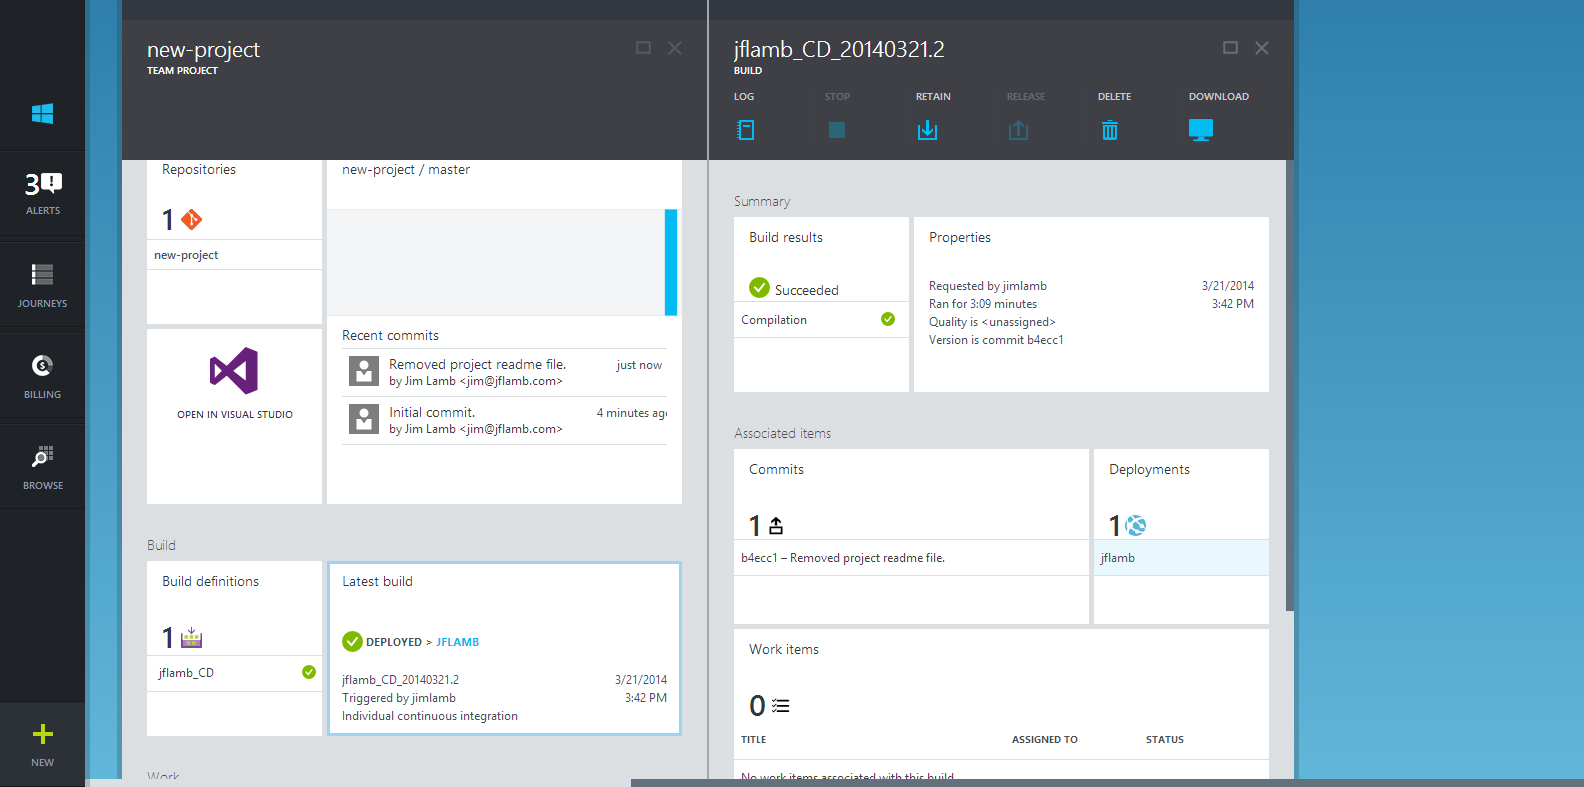 3
ALERTS
JOURNEYS
BILLING
BROWSE
NEW
new-project
TEAM PROJECT
Repositories
1
new-project
OPEN IN VISUAL STUDIO
new-project / master
Recent commits
Removed project readme file. just now
by Jim Lamb <jim@jflamb.com>
Initial commit. 4 minutes ago
by Jim Lamb <jim@jflamb.com>
Build
Build definitions
1
jflamb_CD
Latest build
DEPLOYED > JFLAMB
jflamb_CD_20140321.2 3/21/2014
Triggered by jimlamb 3:42 PM
Individual continuous integration
Work
jflamb_CD_20140321.2
BUILD
LOG STOP RETAIN RELEASE DELETE DOWNLOAD
Summary
Build results
Succeeded
Compilation
Properties
Requested by jimlamb 3/21/2014
Ran for 3:09 minutes 3:42 PM
Quality is <unassigned>
Version is commit b4ecc1
Associated items
Commits
1
b4ecc1 – Removed project readme file.
Deployments
1
jflamb
Work items
0
TITLE ASSIGNED TO STATUS
No work items associated with this build